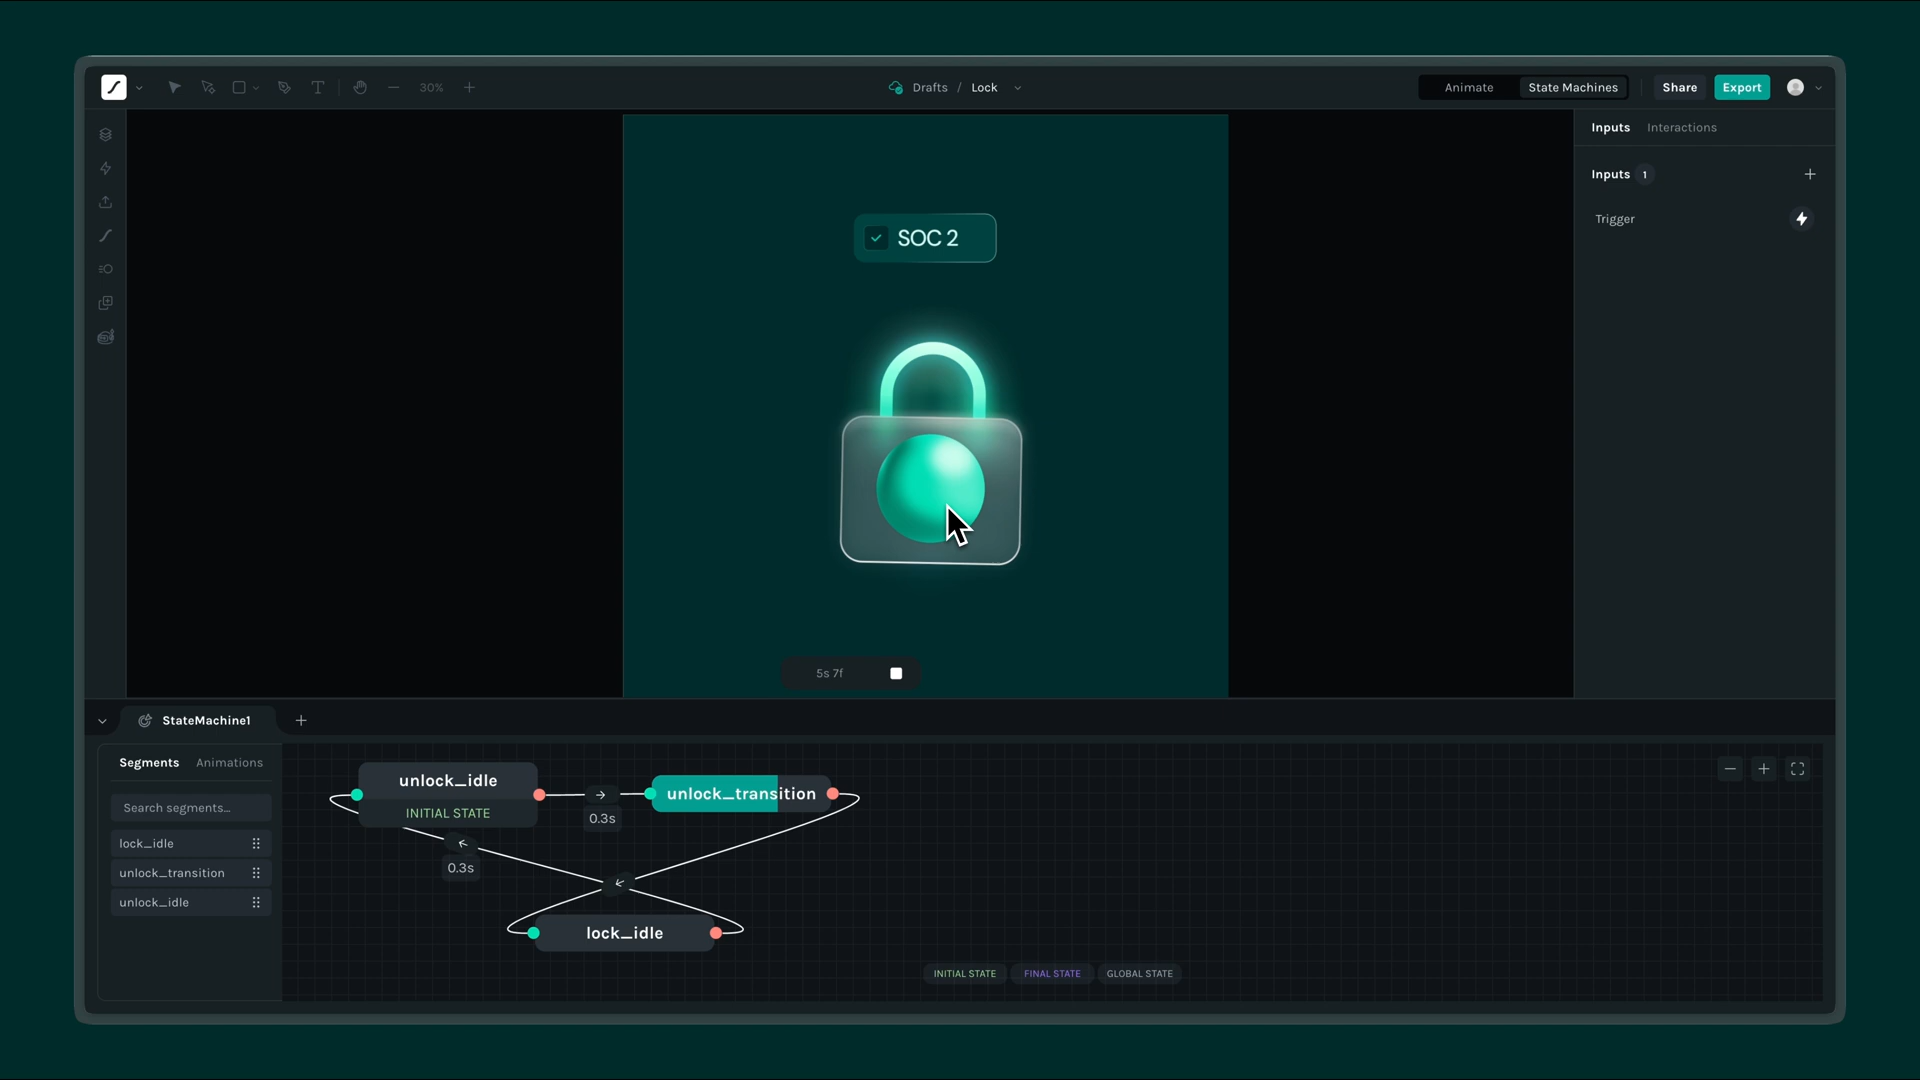 30%
Drafts / Lock
Animate
State Machines
Share
Export
Inputs
Interactions
Inputs 1
Trigger
SOC 2
5s 7f
StateMachine1
Segments
Animations
Search segments...
lock_idle
unlock_transition
unlock_idle
unlock_idle
INITIAL STATE
0.3s
unlock_transition
0.3s
lock_idle
INITIAL STATE
FINAL STATE
GLOBAL STATE